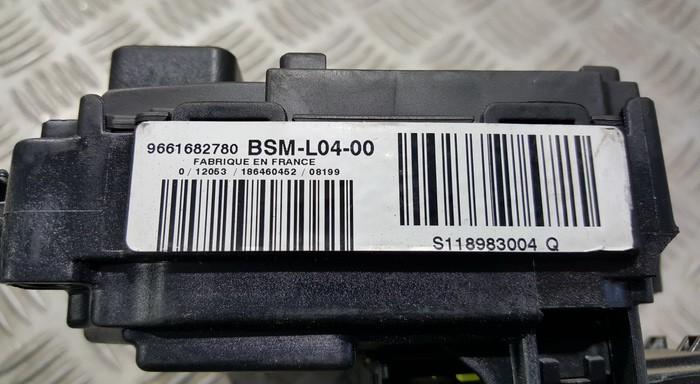 9661682780 BSM-L04-00
FABRIQUE EN FRANCE
0 / 12053 / 186460452 / 08199
S118983004 Q